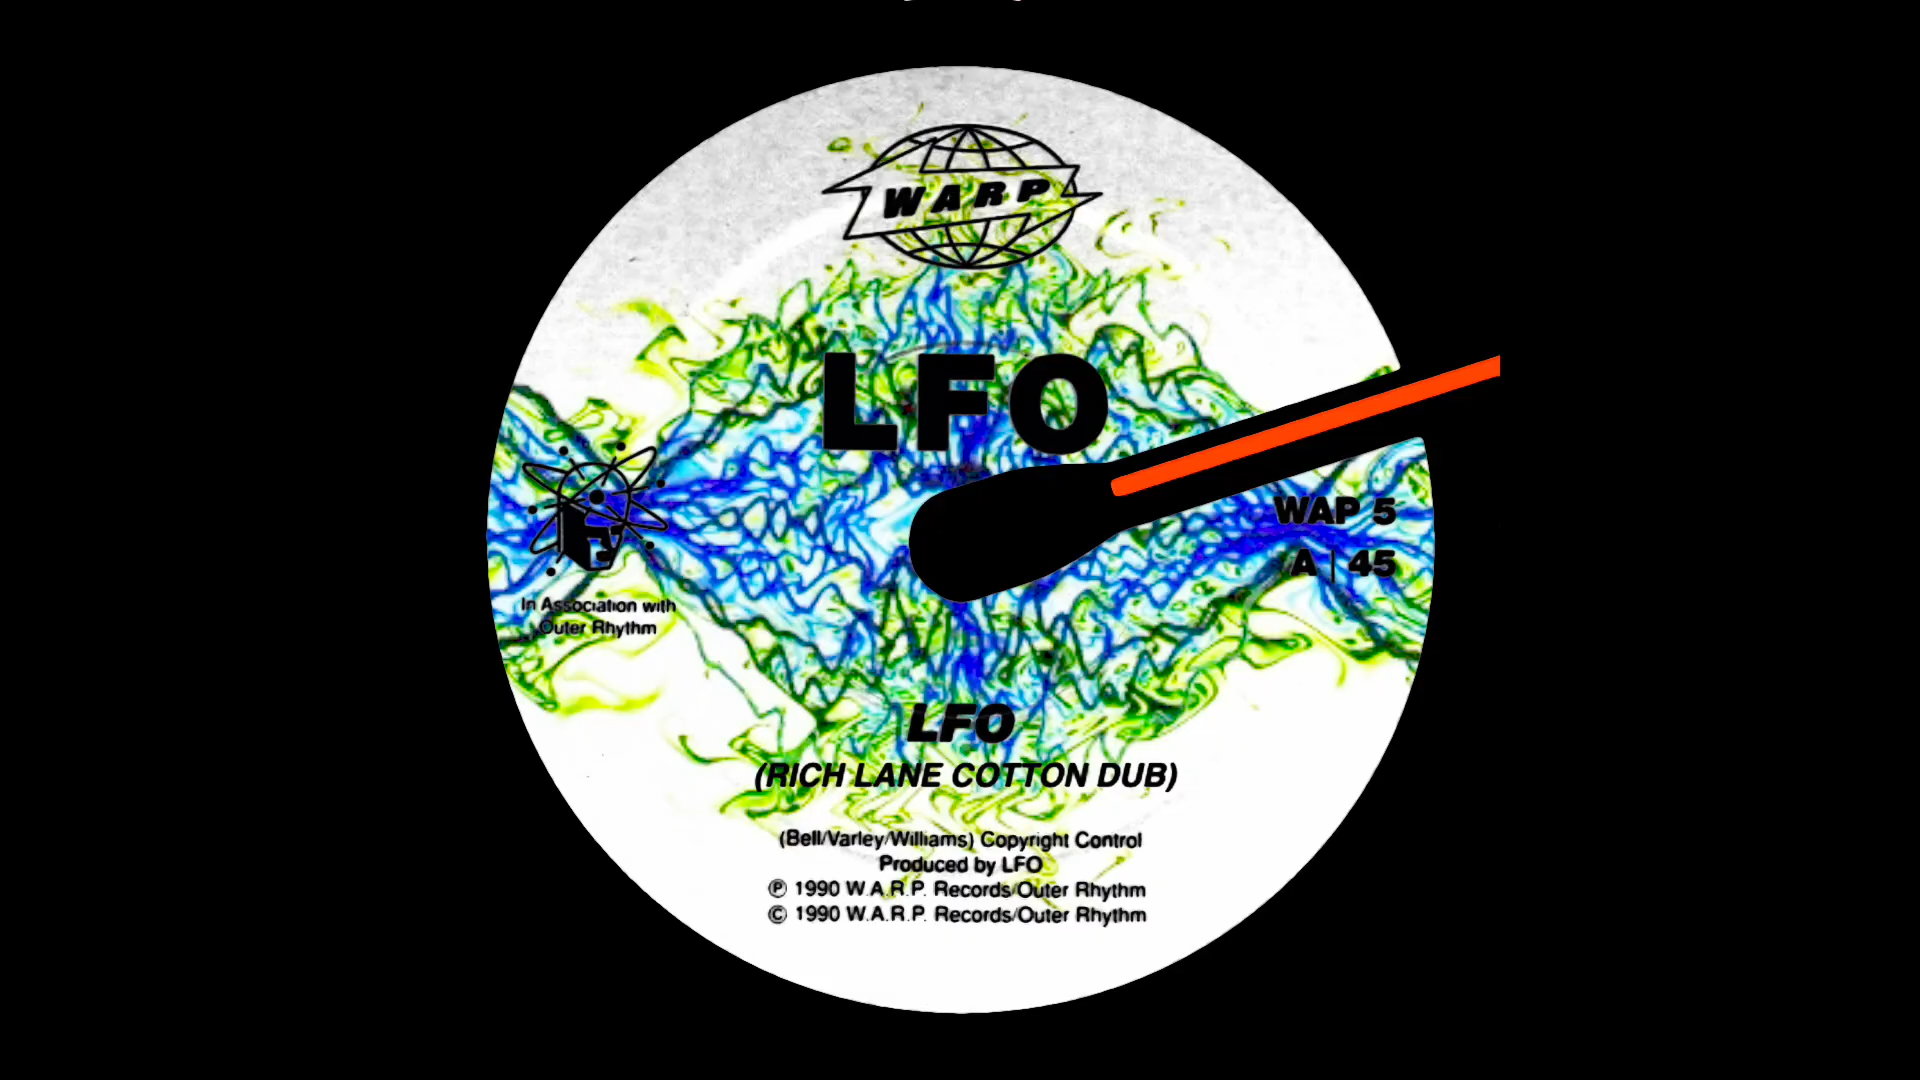 WARP
LFO
WAP 5
A | 45
In Association with
Outer Rhythm
LFO
(RICH LANE COTTON DUB)
(Bell/Varley/Williams) Copyright Control
Produced by LFO
℗ 1990 W.A.R.P. Records/Outer Rhythm
© 1990 W.A.R.P. Records/Outer Rhythm